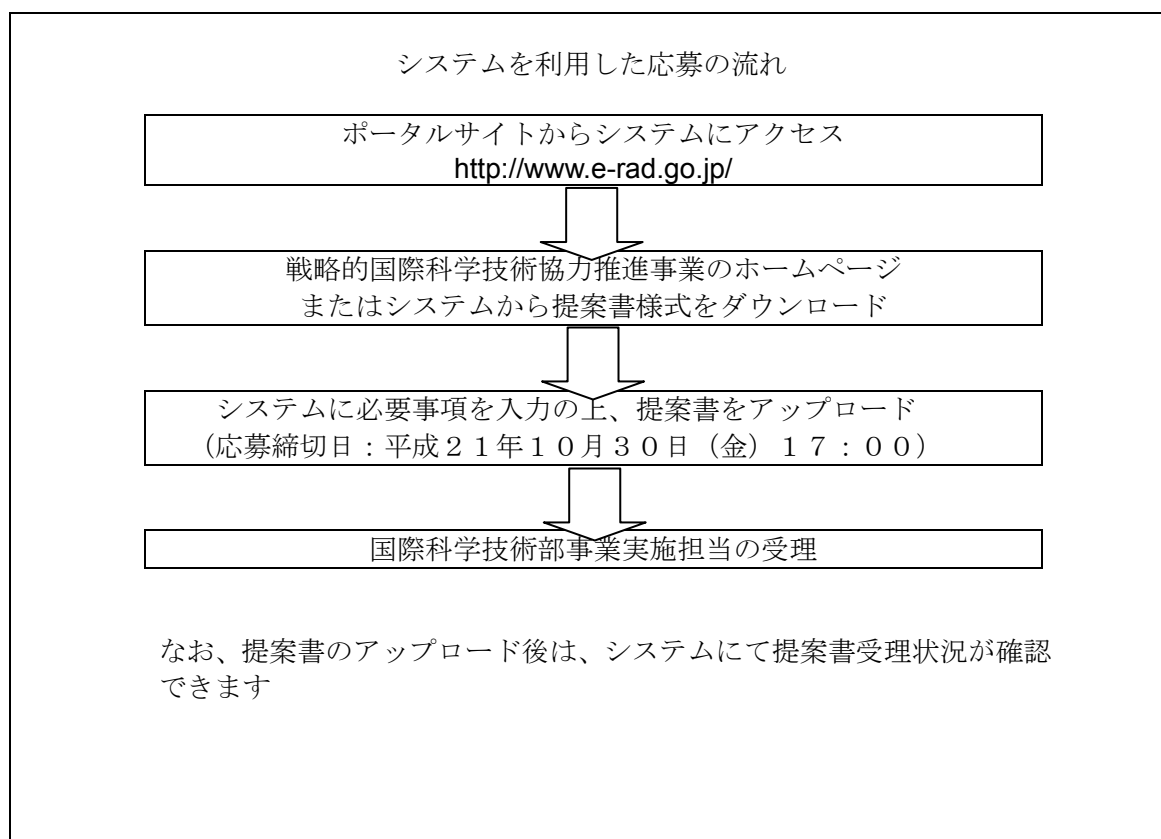 システムを利用した応募の流れ
ポータルサイトからシステムにアクセス
http://www.e-rad.go.jp/
戦略的国際科学技術協力推進事業のホームページ
またはシステムから提案書様式をダウンロード
システムに必要事項を入力の上、提案書をアップロード
（応募締切日：平成２１年１０月３０日（金）１７：００）
国際科学技術部事業実施担当の受理
なお、提案書のアップロード後は、システムにて提案書受理状況が確認
できます